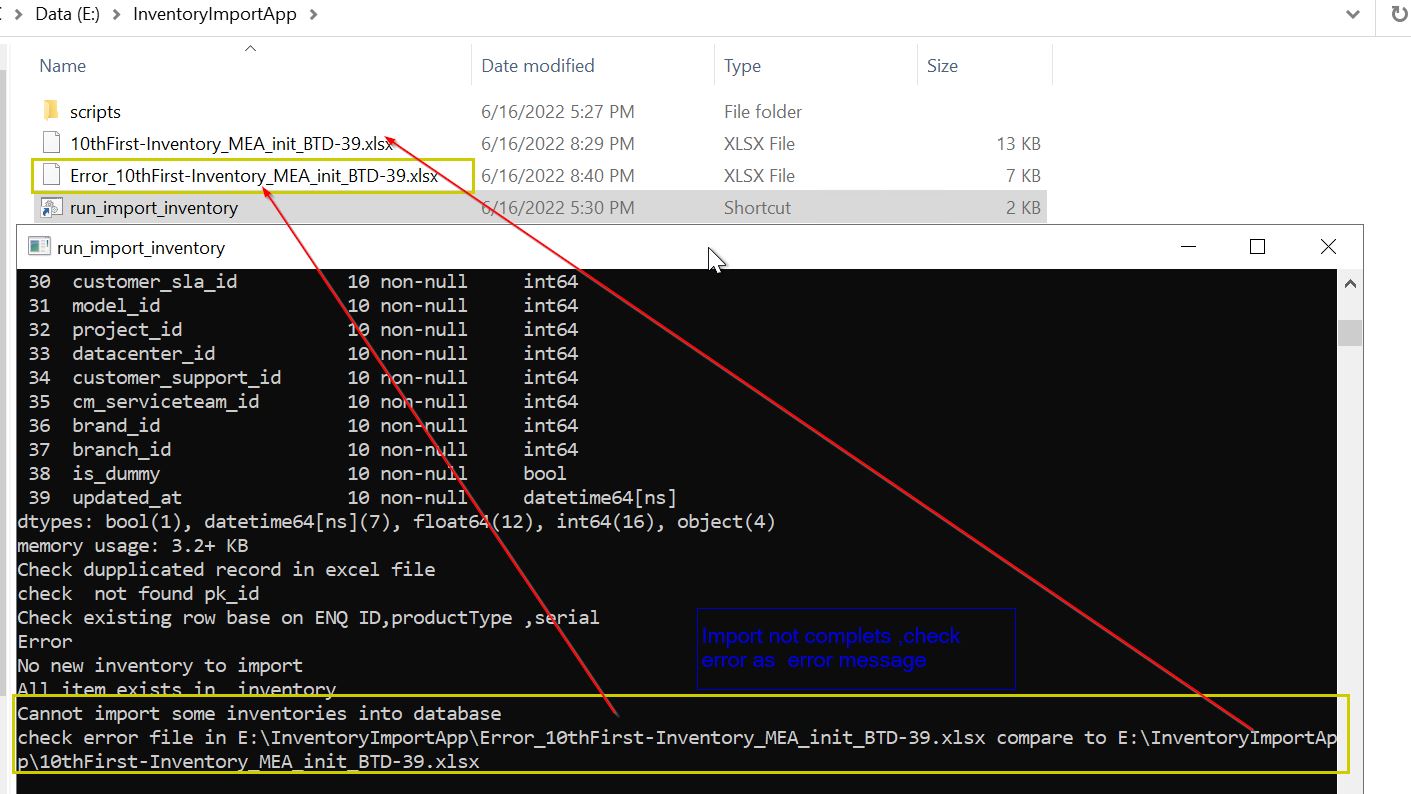 Data (E:) > InventoryImportApp >
Name Date modified Type Size
scripts 6/16/2022 5:27 PM File folder
10thFirst-Inventory_MEA_init_BTD-39.xlsx 6/16/2022 8:29 PM XLSX File 13 KB
Error_10thFirst-Inventory_MEA_init_BTD-39.xlsx 6/16/2022 8:40 PM XLSX File 7 KB
run_import_inventory 6/16/2022 5:30 PM Shortcut 2 KB
run_import_inventory
30 customer_sla_id 10 non-null int64
31 model_id 10 non-null int64
32 project_id 10 non-null int64
33 datacenter_id 10 non-null int64
34 customer_support_id 10 non-null int64
35 cm_serviceteam_id 10 non-null int64
36 brand_id 10 non-null int64
37 branch_id 10 non-null int64
38 is_dummy 10 non-null bool
39 updated_at 10 non-null datetime64[ns]
dtypes: bool(1), datetime64[ns](7), float64(12), int64(16), object(4)
memory usage: 3.2+ KB
Check dupplicated record in excel file
check  not found pk_id
Check existing row base on ENQ ID,productType ,serial
Error
No new inventory to import
All item exists in  inventory
Cannot import some inventories into database
check error file in E:\InventoryImportApp\Error_10thFirst-Inventory_MEA_init_BTD-39.xlsx compare to E:\InventoryImportAp
p\10thFirst-Inventory_MEA_init_BTD-39.xlsx
Import not complets ,check
error as  error message